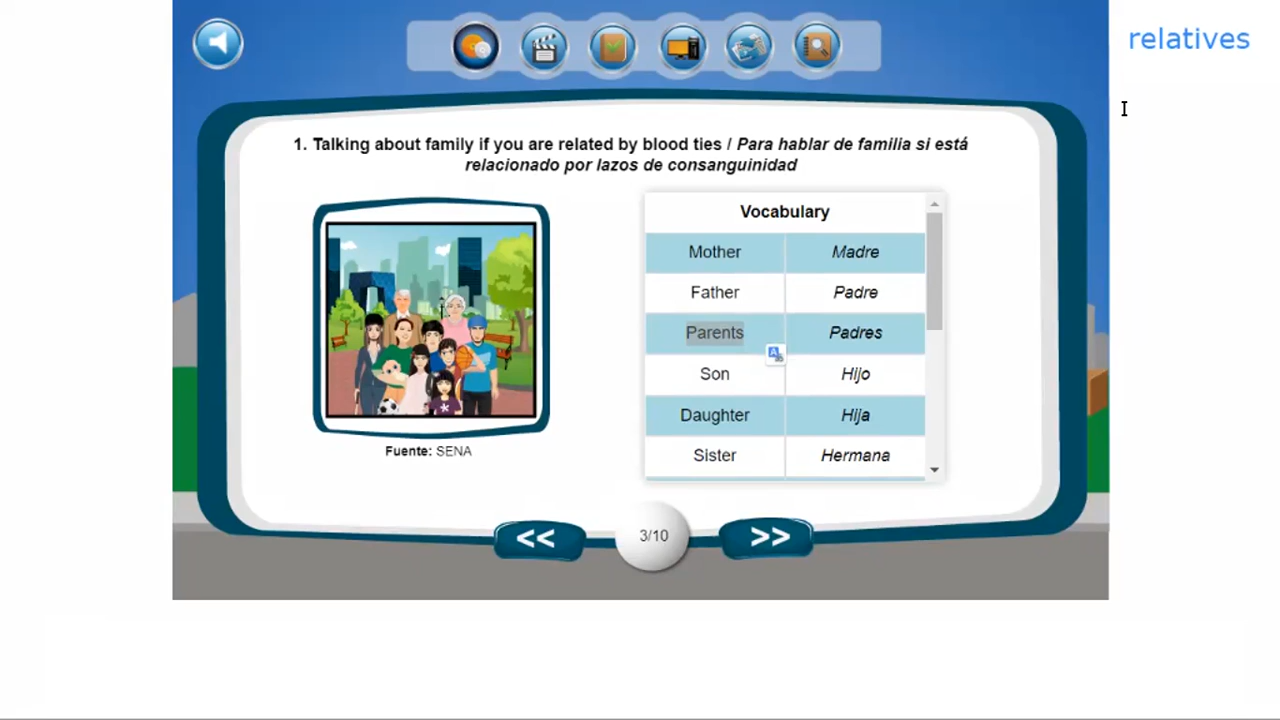 relatives
1. Talking about family if you are related by blood ties / Para hablar de familia si está
relacionado por lazos de consanguinidad
Vocabulary
Mother Madre
Father Padre
Parents Padres
Son Hijo
Daughter Hija
Sister Hermana
Fuente: SENA
<< 3/10 >>